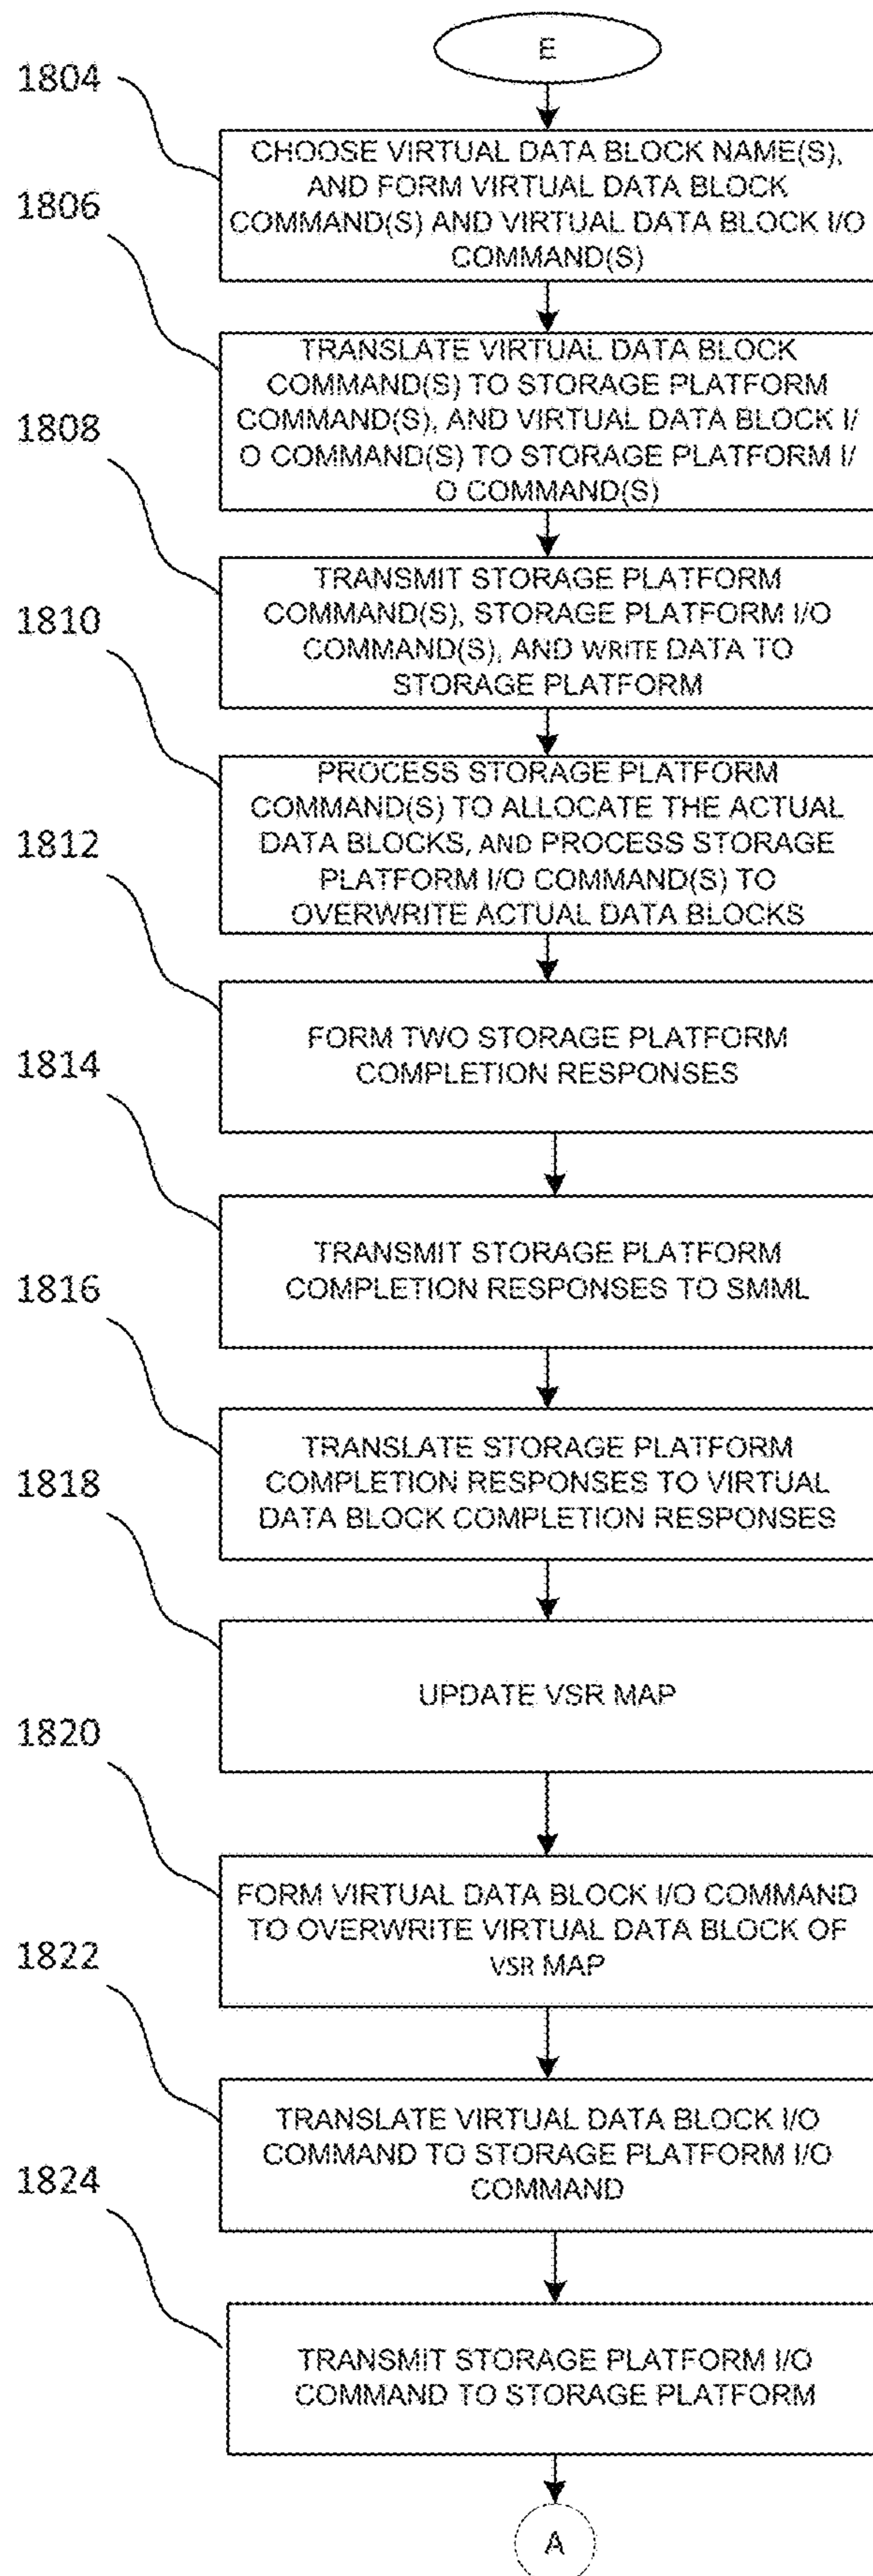 E
1804
CHOOSE VIRTUAL DATA BLOCK NAME(S),
AND FORM VIRTUAL DATA BLOCK
COMMAND(S) AND VIRTUAL DATA BLOCK I/O
COMMAND(S)
1806
TRANSLATE VIRTUAL DATA BLOCK
COMMAND(S) TO STORAGE PLATFORM
COMMAND(S), AND VIRTUAL DATA BLOCK I/
O COMMAND(S) TO STORAGE PLATFORM I/
O COMMAND(S)
1808
TRANSMIT STORAGE PLATFORM
COMMAND(S), STORAGE PLATFORM I/O
COMMAND(S), AND WRITE DATA TO
STORAGE PLATFORM
1810
PROCESS STORAGE PLATFORM
COMMAND(S) TO ALLOCATE THE ACTUAL
DATA BLOCKS, AND PROCESS STORAGE
PLATFORM I/O COMMAND(S) TO
OVERWRITE ACTUAL DATA BLOCKS
1812
FORM TWO STORAGE PLATFORM
COMPLETION RESPONSES
1814
TRANSMIT STORAGE PLATFORM
COMPLETION RESPONSES TO SMML
1816
TRANSLATE STORAGE PLATFORM
COMPLETION RESPONSES TO VIRTUAL
DATA BLOCK COMPLETION RESPONSES
1818
UPDATE VSR MAP
1820
FORM VIRTUAL DATA BLOCK I/O COMMAND
TO OVERWRITE VIRTUAL DATA BLOCK OF
VSR MAP
1822
TRANSLATE VIRTUAL DATA BLOCK I/O
COMMAND TO STORAGE PLATFORM I/O
COMMAND
1824
TRANSMIT STORAGE PLATFORM I/O
COMMAND TO STORAGE PLATFORM
A